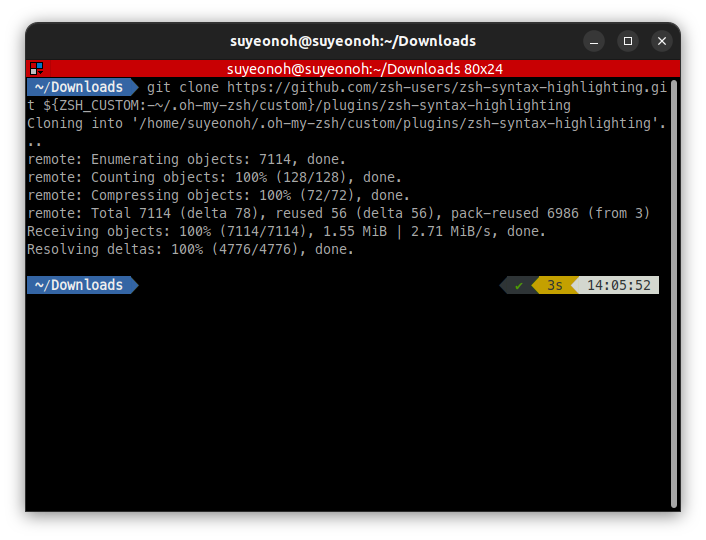 suyeonoh@suyeonoh:~/Downloads
suyeonoh@suyeonoh:~/Downloads 80x24
~/Downloads git clone https://github.com/zsh-users/zsh-syntax-highlighting.gi
t ${ZSH_CUSTOM:-~/.oh-my-zsh/custom}/plugins/zsh-syntax-highlighting
Cloning into '/home/suyeonoh/.oh-my-zsh/custom/plugins/zsh-syntax-highlighting'.
..
remote: Enumerating objects: 7114, done.
remote: Counting objects: 100% (128/128), done.
remote: Compressing objects: 100% (72/72), done.
remote: Total 7114 (delta 78), reused 56 (delta 56), pack-reused 6986 (from 3)
Receiving objects: 100% (7114/7114), 1.55 MiB | 2.71 MiB/s, done.
Resolving deltas: 100% (4776/4776), done.
~/Downloads ✔ 3s 14:05:52